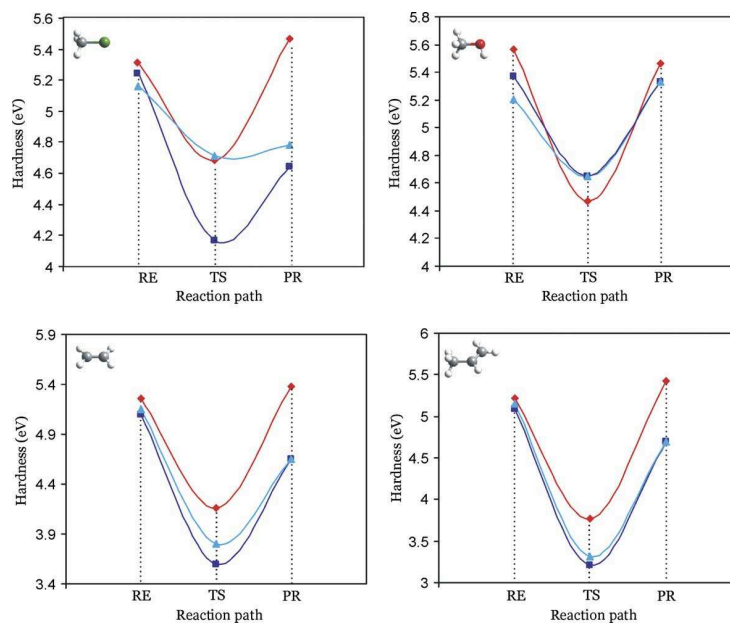 5.6
5.2
5
4.8
4.6
4.2
4
Hardness (eV)
RE
TS
PR
Reaction path
5.8
5.6
5.4
5.2
5
4.8
4.6
4.4
4.2
4
Hardness (eV)
RE
TS
PR
Reaction path
5.9
5.4
4.9
4.4
3.9
3.4
Hardness (eV)
RE
TS
PR
Reaction path
6
5.5
5
4.5
4
3.5
3
Hardness (eV)
RE
TS
PR
Reaction path